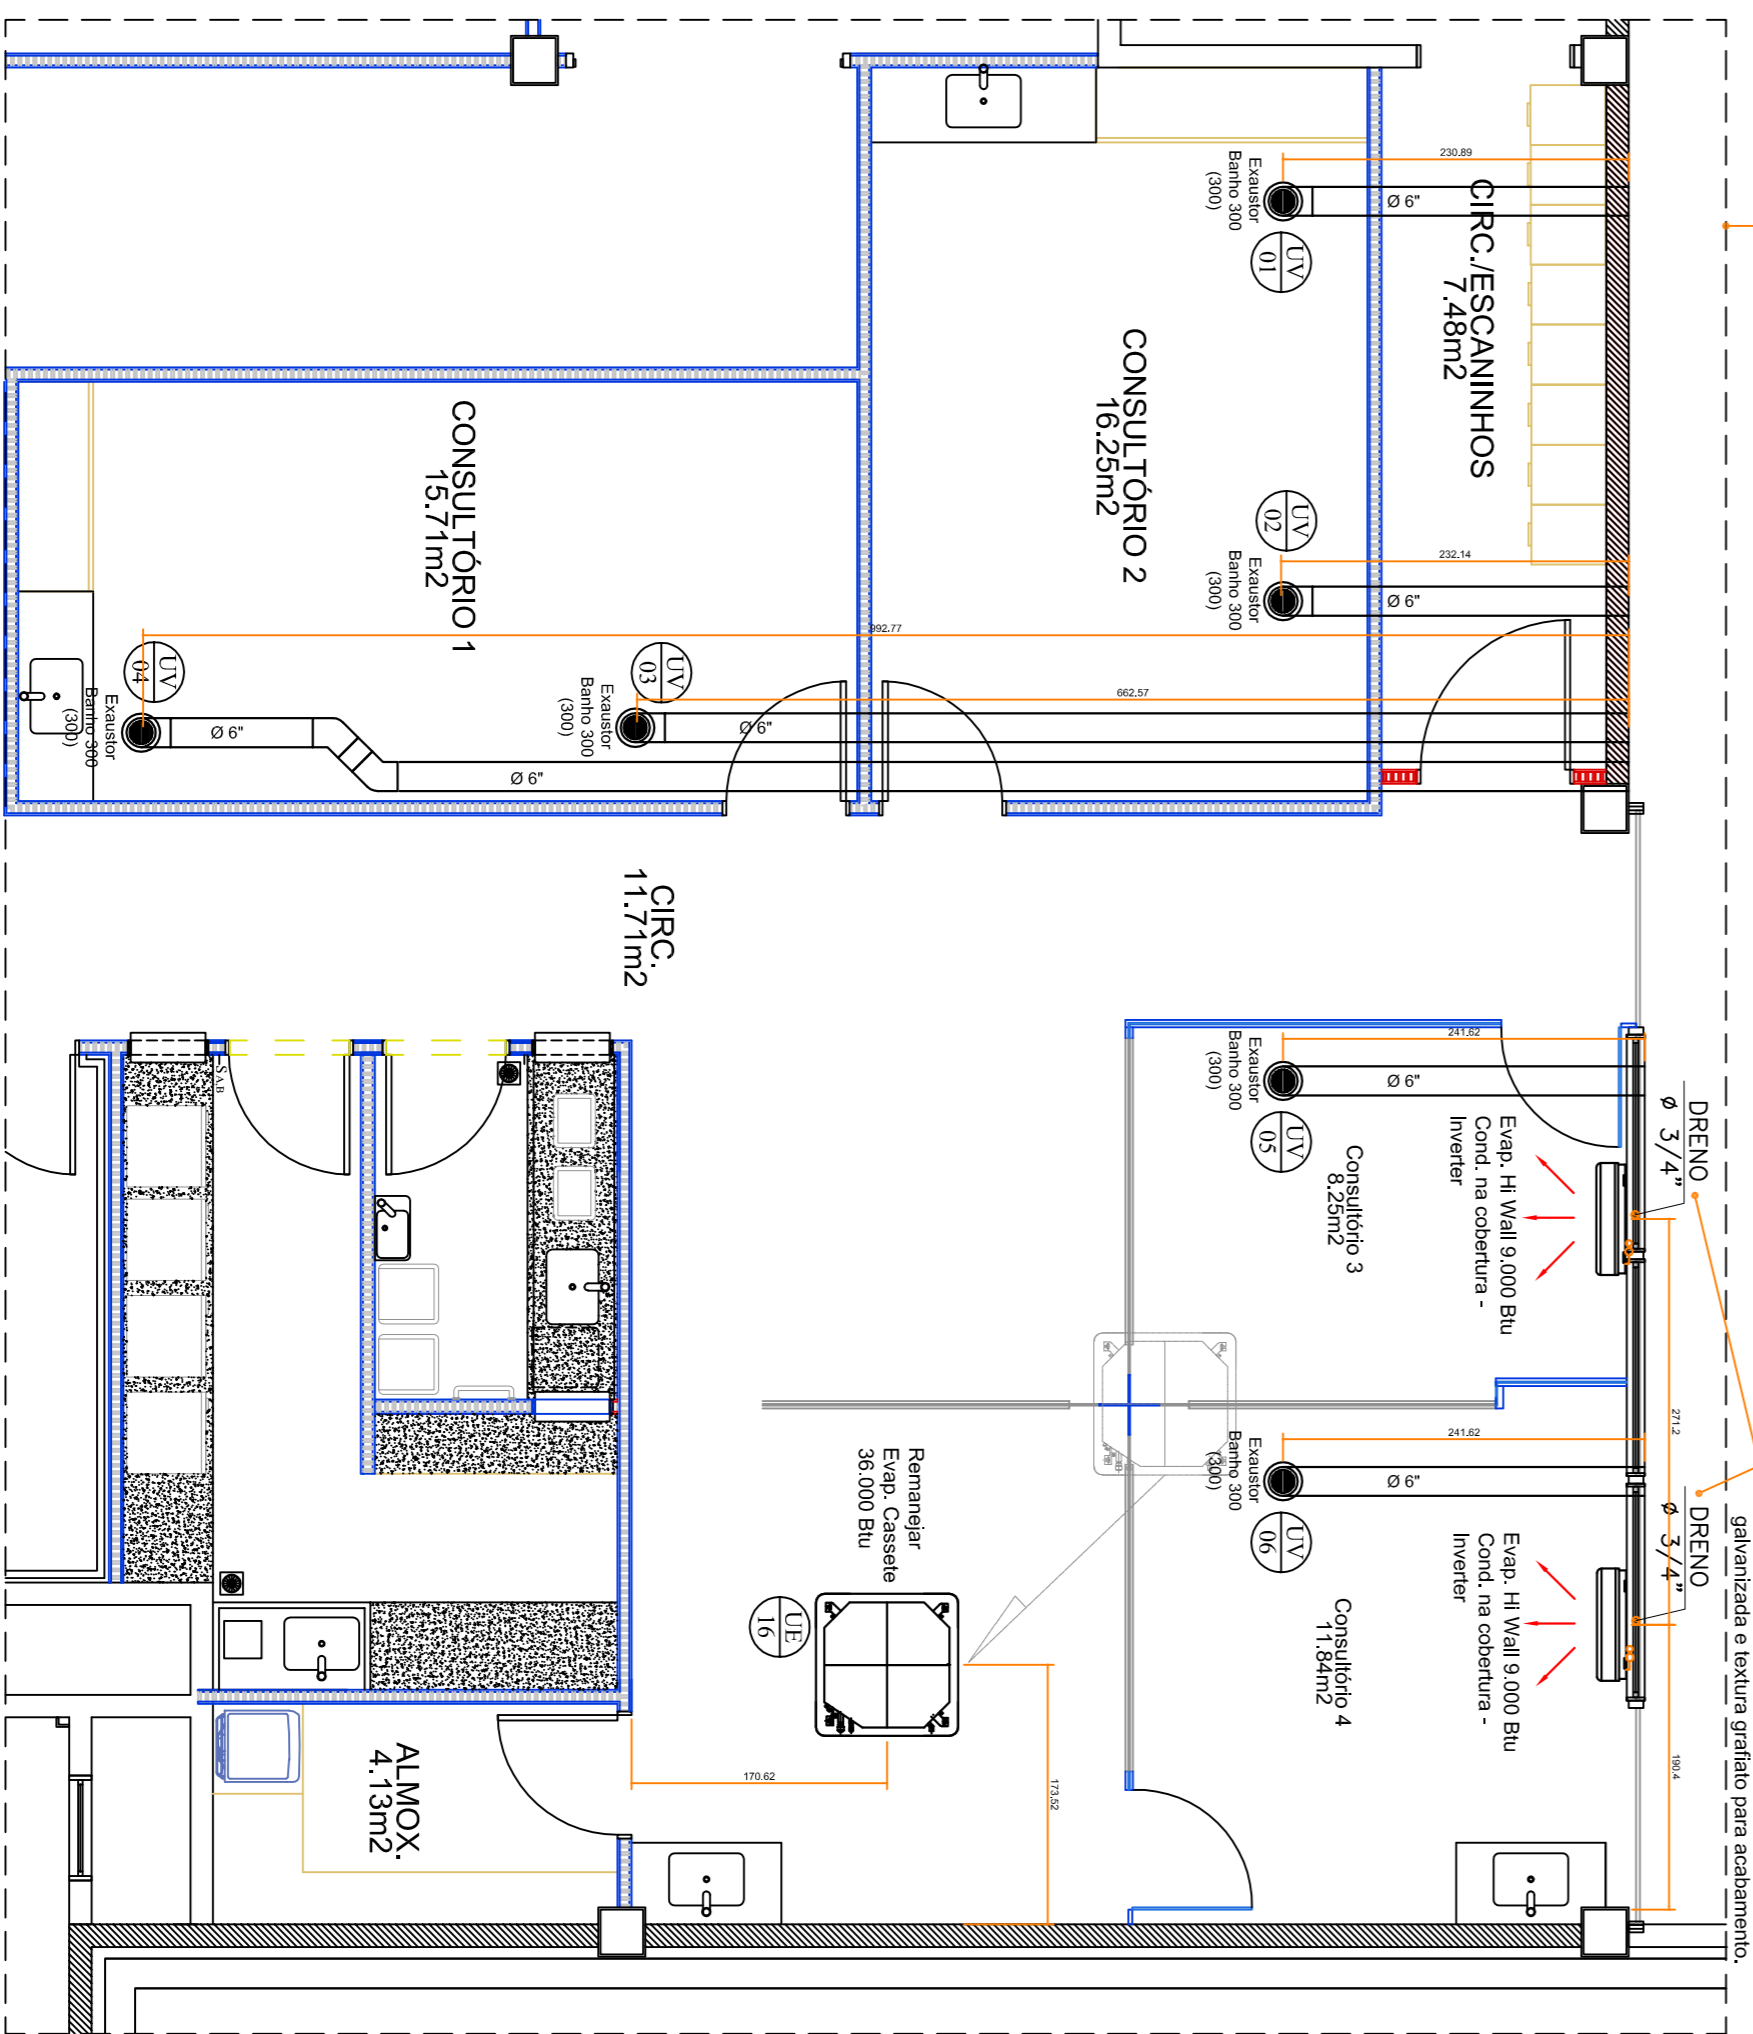 galvanizada e textura grafiato para acabamento.
DRENO
Ø 3/4"
DRENO
Ø 3/4"
271.2
190.4
230.89
Ø 6"
CIRC./ESCANINHOS
7.48m2
232.14
Ø 6"
241.62
Ø 6"
Evap. Hi Wall 9.000 Btu
Cond. na cobertura -
Inverter
241.62
Ø 6"
Evap. Hi Wall 9.000 Btu
Cond. na cobertura -
Inverter
Exaustor
Banho 300
(300)
UV
01
UV
02
Exaustor
Banho 300
(300)
Exaustor
Banho 300
(300)
UV
05
Consultório 3
8.25m2
Exaustor
Banho 300
(300)
UV
06
Consultório 4
11.84m2
CONSULTÓRIO 2
16.25m2
662.57
992.77
Remanejar
Evap. Cassete
36.000 Btu
UE
16
173.52
170.62
UV
03
Exaustor
Banho 300
(300)
Ø 6"
CIRC.
11.71m2
CONSULTÓRIO 1
15.71m2
Ø 6"
UV
04
Ø 6"
Exaustor
Banho 300
(300)
S A.B
ALMOX.
4.13m2